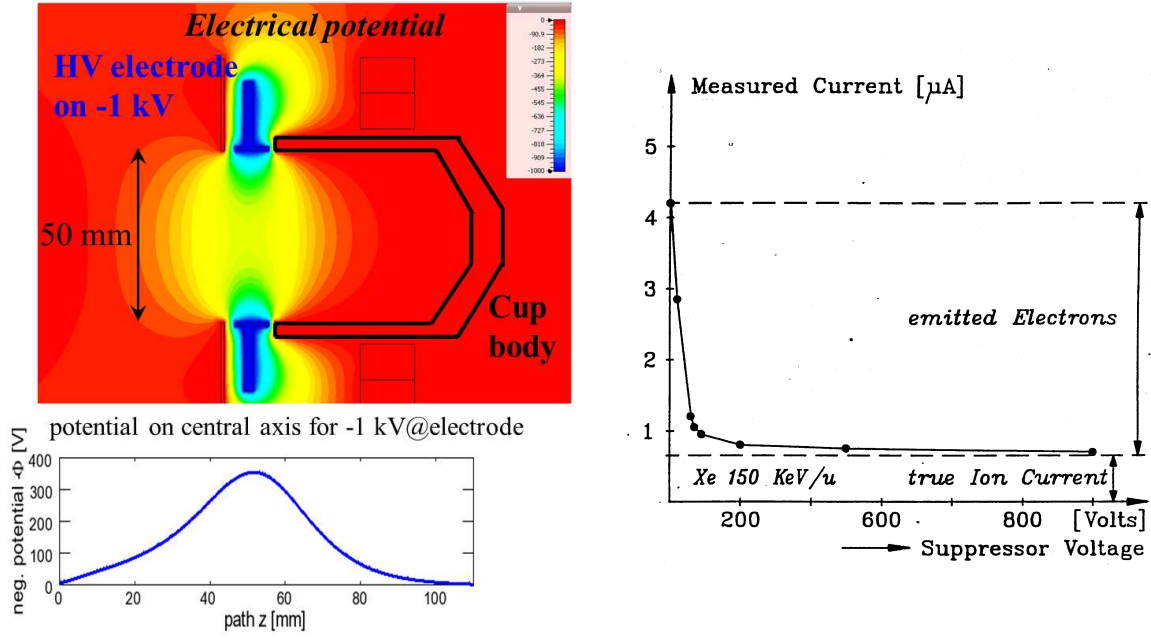 Electrical potential
HV electrode
on -1 kV
50 mm
Cup
body
v
0
-90.9
-182
-273
-364
-455
-545
-636
-727
-818
-909
-1000
potential on central axis for -1 kV@electrode
neg. potential -Φ [V]
400
300
200
100
0
0
20
40
60
80
100
path z [mm]
Measured Current [µA]
5
4
3
2
1
emitted Electrons
Xe 150 KeV/u
true Ion Current
200
600
800
[Volts]
Suppressor Voltage